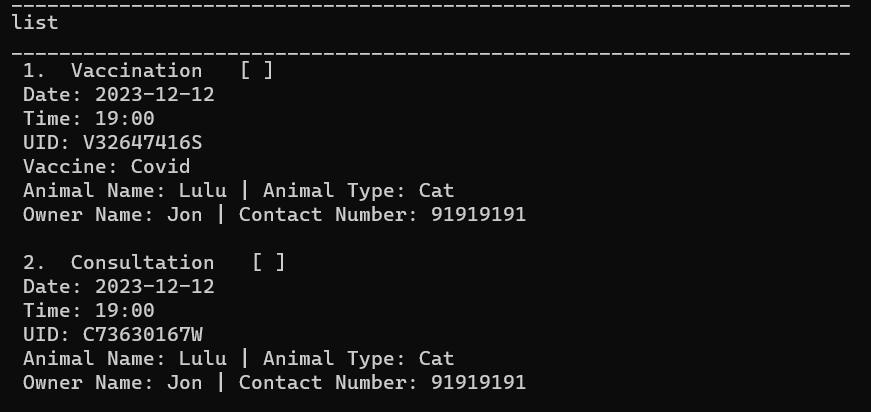 ______________________________________________________________________
list
______________________________________________________________________
1.  Vaccination   [ ]
Date: 2023-12-12
Time: 19:00
UID: V32647416S
Vaccine: Covid
Animal Name: Lulu | Animal Type: Cat
Owner Name: Jon | Contact Number: 91919191
2.  Consultation   [ ]
Date: 2023-12-12
Time: 19:00
UID: C73630167W
Animal Name: Lulu | Animal Type: Cat
Owner Name: Jon | Contact Number: 91919191